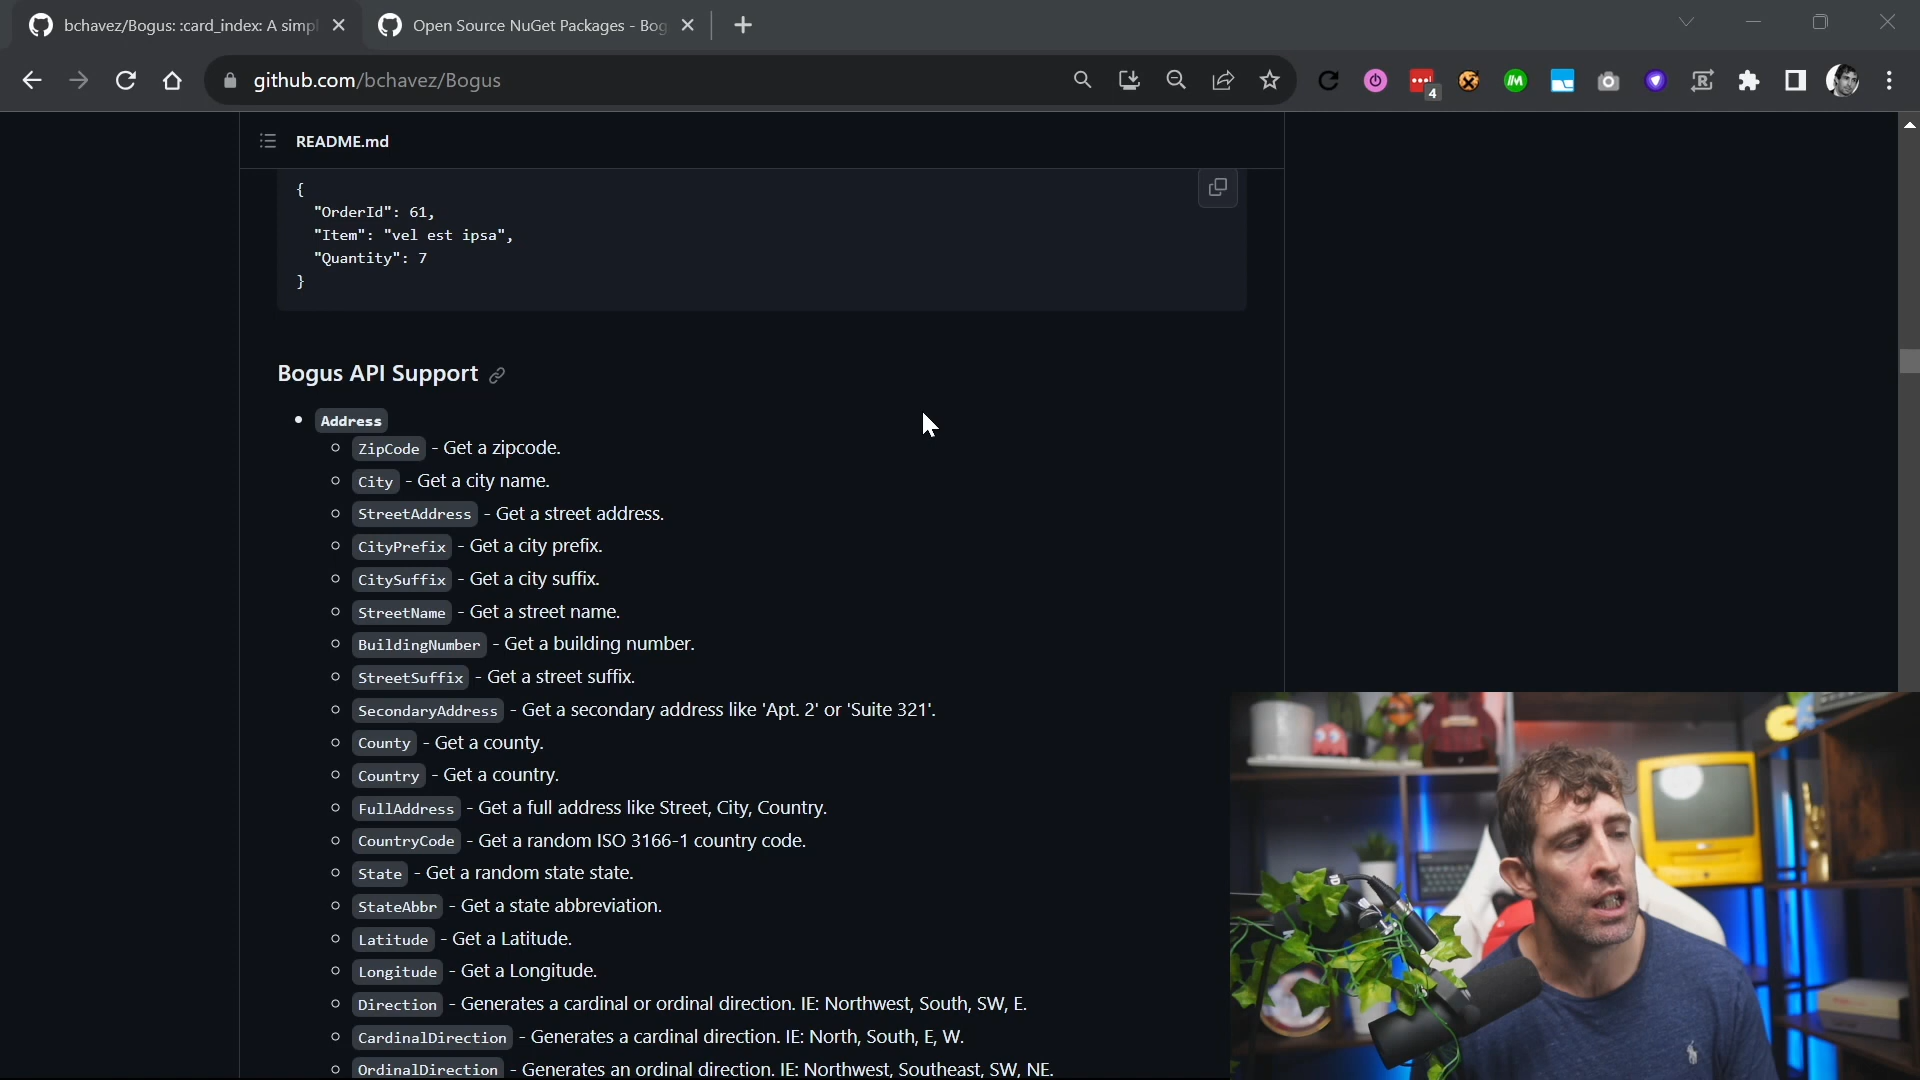 bchavez/Bogus: :card_index: A simpl
Open Source NuGet Packages - Bog
github.com/bchavez/Bogus
4
README.md
{
"OrderId": 61,
"Item": "vel est ipsa",
"Quantity": 7
}
Bogus API Support
Address
ZipCode - Get a zipcode.
City - Get a city name.
StreetAddress - Get a street address.
CityPrefix - Get a city prefix.
CitySuffix - Get a city suffix.
StreetName - Get a street name.
BuildingNumber - Get a building number.
StreetSuffix - Get a street suffix.
SecondaryAddress - Get a secondary address like 'Apt. 2' or 'Suite 321'.
County - Get a county.
Country - Get a country.
FullAddress - Get a full address like Street, City, Country.
CountryCode - Get a random ISO 3166-1 country code.
State - Get a random state state.
StateAbbr - Get a state abbreviation.
Latitude - Get a Latitude.
Longitude - Get a Longitude.
Direction - Generates a cardinal or ordinal direction. IE: Northwest, South, SW, E.
CardinalDirection - Generates a cardinal direction. IE: North, South, E, W.
OrdinalDirection - Generates an ordinal direction. IE: Northwest, Southeast, SW, NE.